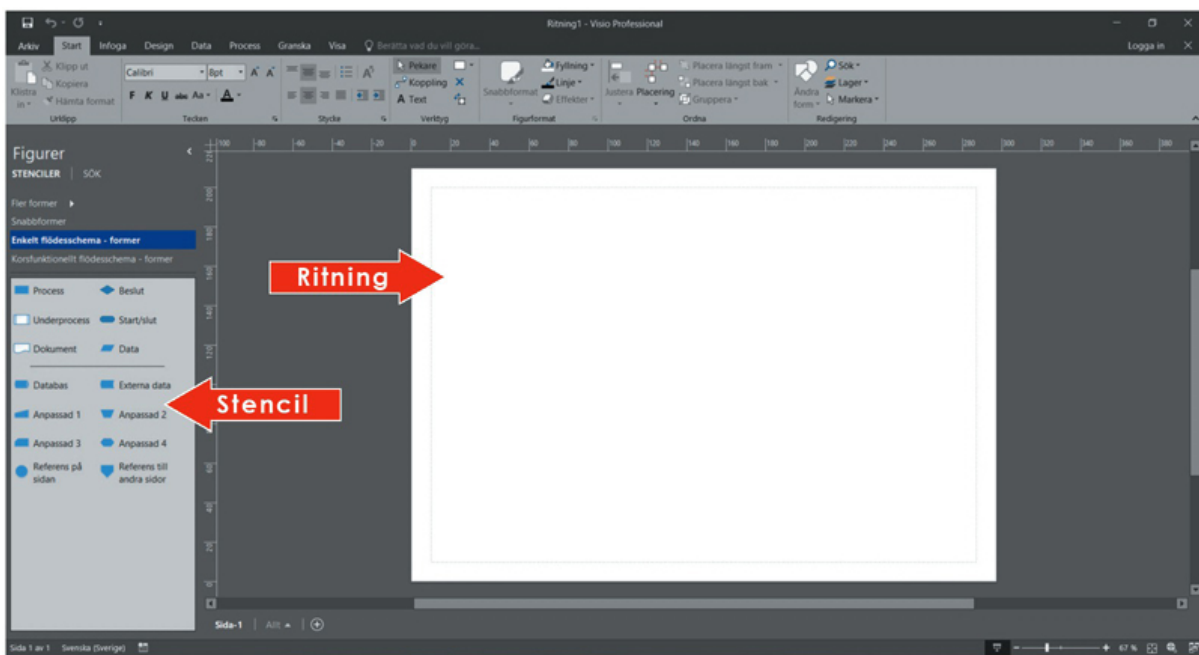 Ritning1 - Visio Professional
Arkiv Start Infoga Design Data Process Granska Visa Berätta vad du vill göra... Logga in
Klistra in
Klipp ut
Kopiera
Hämta format
Urklipp
Calibri 8pt A A
F K U abc Aa A
Tecken
Stycke
Pekare
Koppling
A Text
Verktyg
Snabbformat
Fyllning
Linje
Effekter
Figurformat
Justera Placering
Placera längst fram
Placera längst bak
Gruppera
Ordna
Ändra form
Sök
Lager
Markera
Redigering
Figurer
STENCILER SÖK
Fler former
Snabbformer
Enkelt flödesschema - former
Korsfunktionellt flödesschema - former
Process Beslut
Underprocess Start/slut
Dokument Data
Databas Externa data
Anpassad 1 Anpassad 2
Anpassad 3 Anpassad 4
Referens på sidan
Referens till andra sidor
Ritning
Stencil
Sida-1 Allt
Sida 1 av 1 Svenska (Sverige) 67 %